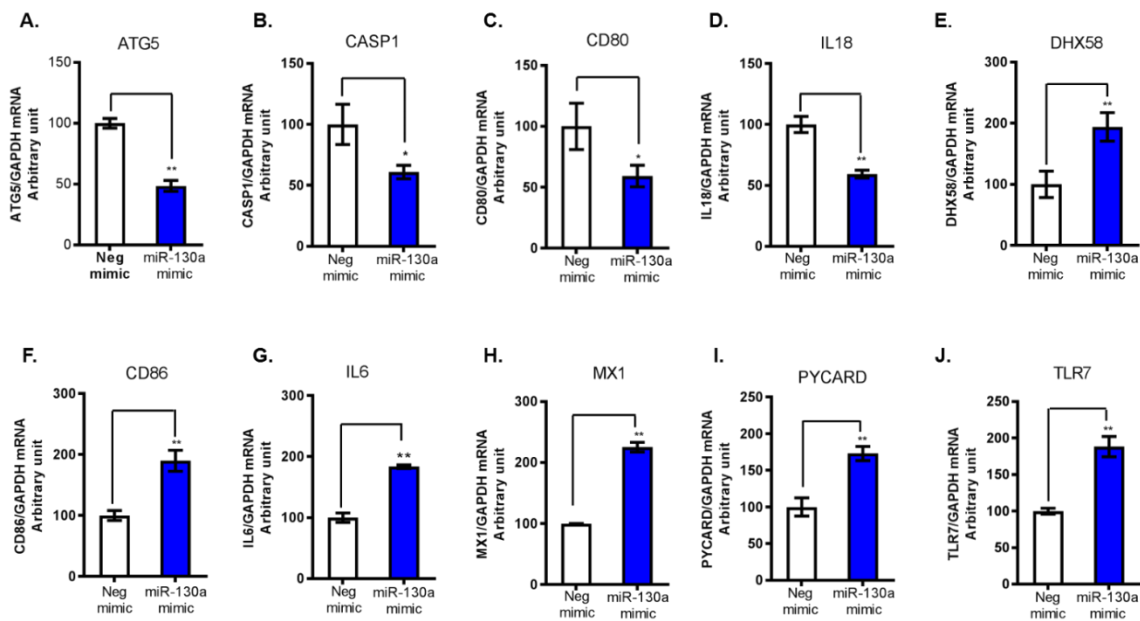 A.
ATG5
ATG5/GAPDH mRNA
Arbitrary unit
150
100
50
0
**
Neg
mimic
miR-130a
mimic
B.
CASP1
CASP1/GAPDH mRNA
Arbitrary unit
150
100
50
0
*
Neg
mimic
miR-130a
mimic
C.
CD80
CD80/GAPDH mRNA
Arbitrary unit
150
100
50
0
*
Neg
mimic
miR-130a
mimic
D.
IL18
IL18/GAPDH mRNA
Arbitrary unit
150
100
50
0
**
Neg
mimic
miR-130a
mimic
E.
DHX58
DHX58/GAPDH mRNA
Arbitrary unit
300
200
100
0
**
Neg
mimic
miR-130a
mimic
F.
CD86
CD86/GAPDH mRNA
Arbitrary unit
300
200
100
0
**
Neg
mimic
miR-130a
mimic
G.
IL6
IL6/GAPDH mRNA
Arbitrary unit
300
200
100
0
**
Neg
mimic
miR-130a
mimic
H.
MX1
MX1/GAPDH mRNA
Arbitrary unit
300
200
100
0
**
Neg
mimic
miR-130a
mimic
I.
PYCARD
PYCARD/GAPDH mRNA
Arbitrary unit
250
200
150
100
50
0
**
Neg
mimic
miR-130a
mimic
J.
TLR7
TLR7/GAPDH mRNA
Arbitrary unit
250
200
150
100
50
0
**
Neg
mimic
miR-130a
mimic